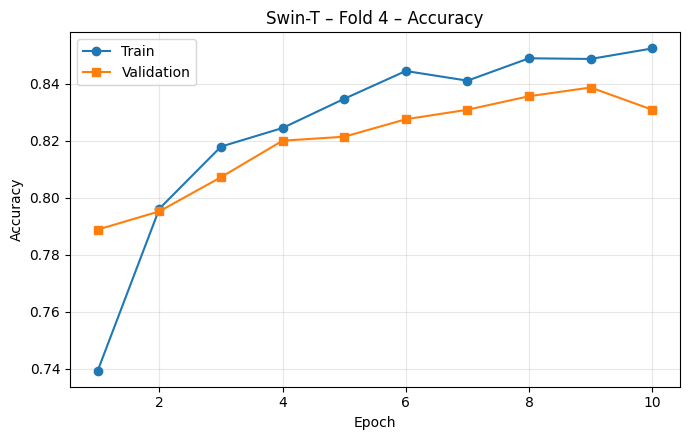 Swin-T – Fold 4 – Accuracy
Train
Validation
0.84
0.82
0.80
0.78
0.76
0.74
Accuracy
2 4 6 8 10
Epoch